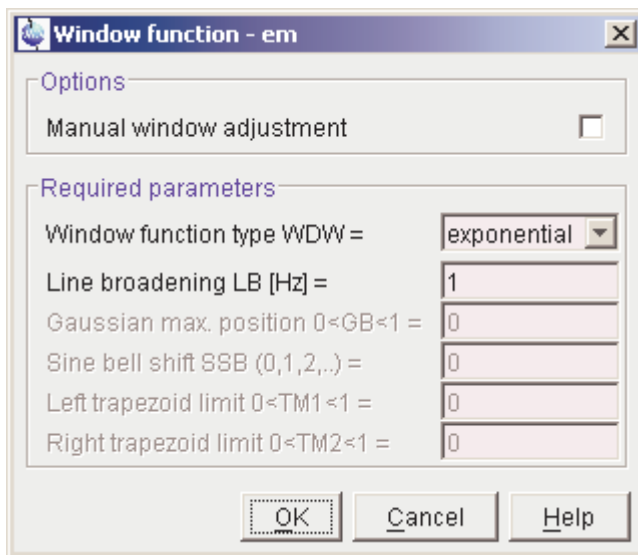 Window function - em
Options
Manual window adjustment
Required parameters
Window function type WDW = exponential
Line broadening LB [Hz] = 1
Gaussian max. position 0<GB<1 = 0
Sine bell shift SSB (0,1,2,..) = 0
Left trapezoid limit 0<TM1<1 = 0
Right trapezoid limit 0<TM2<1 = 0
OK Cancel Help